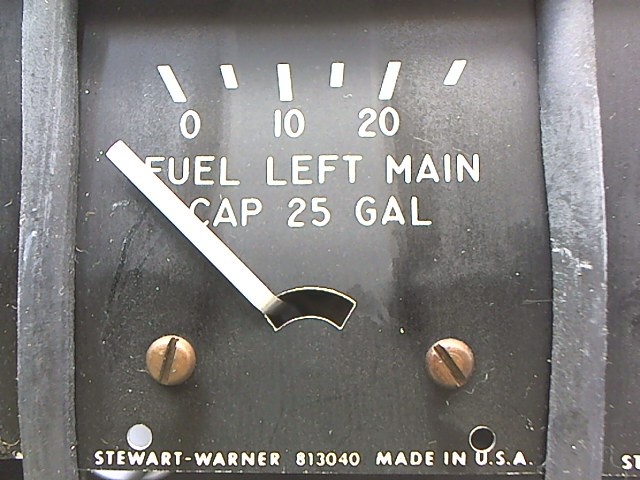 0 10 20
FUEL LEFT MAIN
CAP 25 GAL
STEWART-WARNER 813040 MADE IN U.S.A.